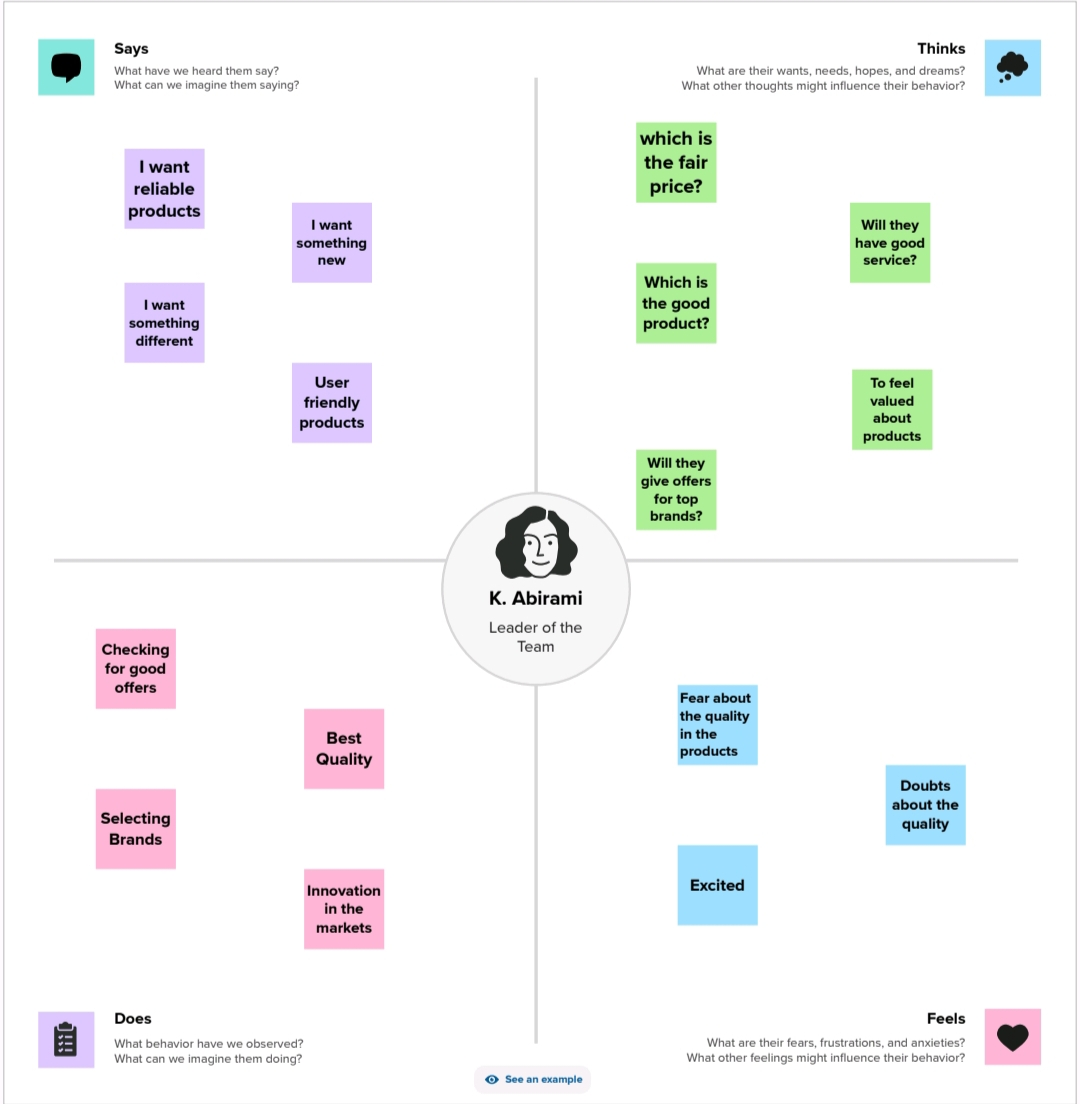 Says
What have we heard them say?
What can we imagine them saying?
Thinks
What are their wants, needs, hopes, and dreams?
What other thoughts might influence their behavior?
I want
reliable
products
I want
something
new
I want
something
different
User
friendly
products
which is
the fair
price?
Will they
have good
service?
Which is
the good
product?
To feel
valued
about
products
Will they
give offers
for top
brands?
K. Abirami
Leader of the
Team
Checking
for good
offers
Best
Quality
Selecting
Brands
Innovation
in the
markets
Fear about
the quality
in the
products
Doubts
about the
quality
Excited
Does
What behavior have we observed?
What can we imagine them doing?
Feels
What are their fears, frustrations, and anxieties?
What other feelings might influence their behavior?
See an example